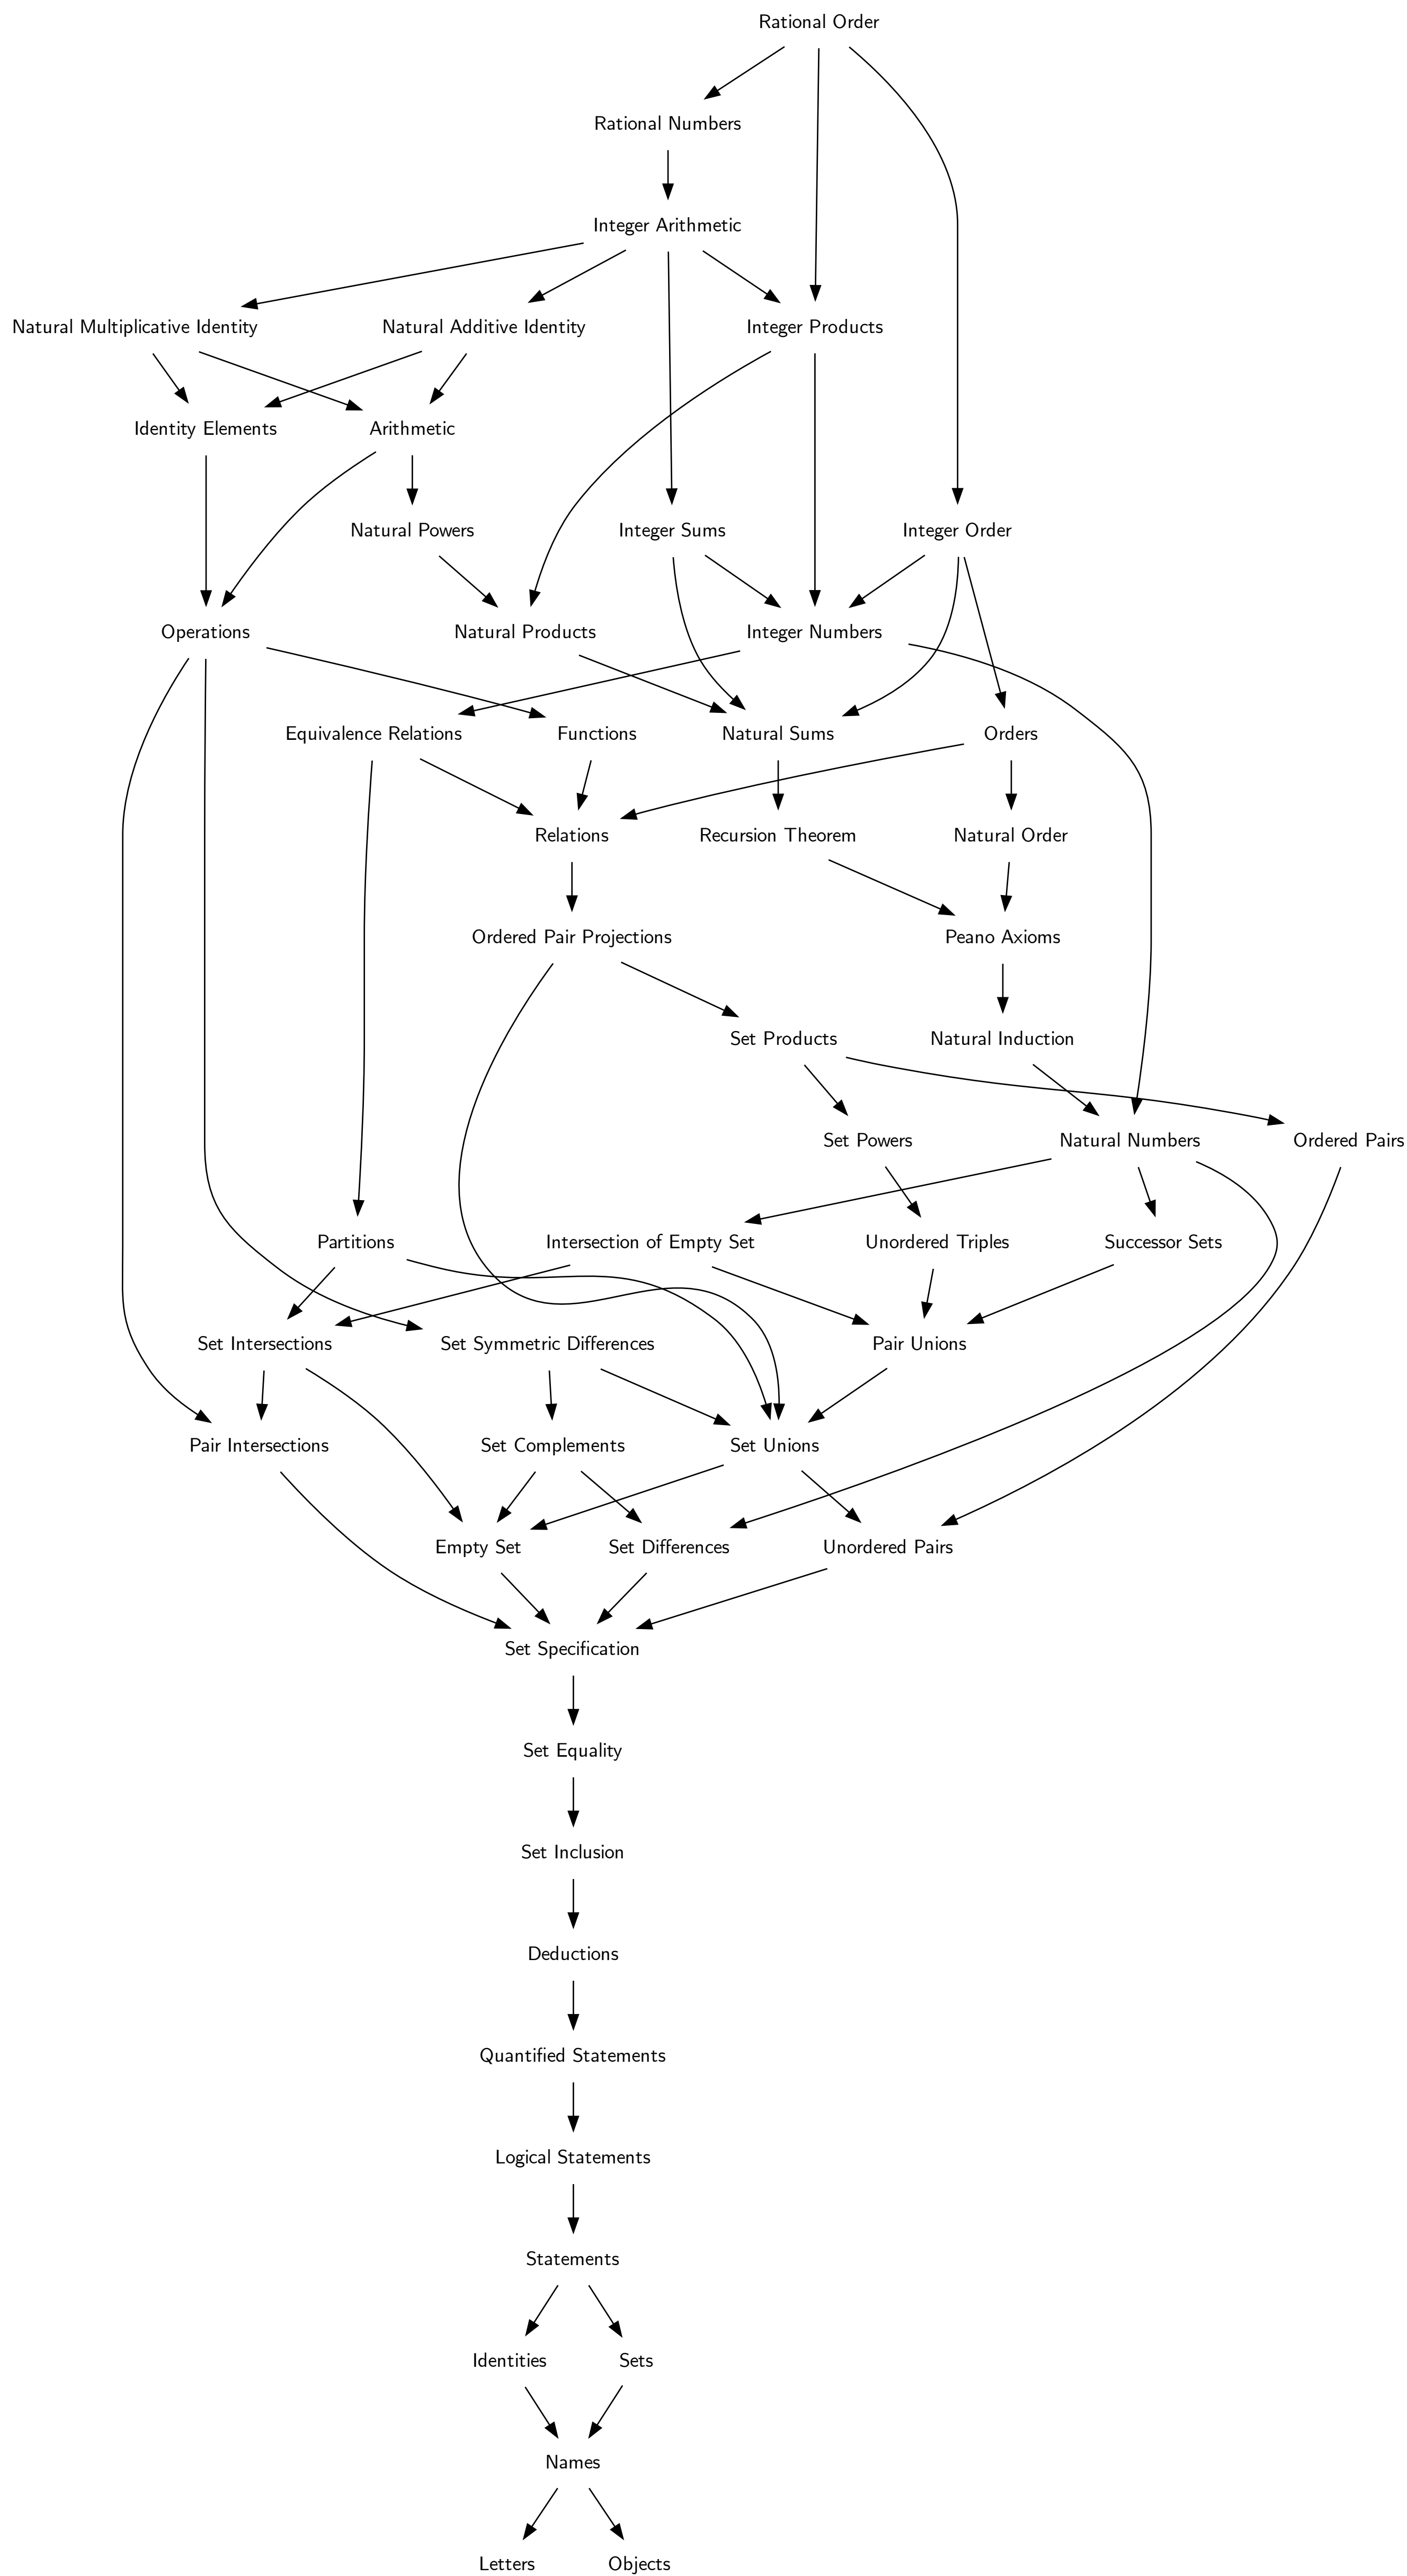 Rational Order
Rational Numbers
Integer Arithmetic
Natural Multiplicative Identity
Natural Additive Identity
Integer Products
Identity Elements
Arithmetic
Natural Powers
Integer Sums
Integer Order
Operations
Natural Products
Integer Numbers
Equivalence Relations
Functions
Natural Sums
Orders
Relations
Recursion Theorem
Natural Order
Ordered Pair Projections
Peano Axioms
Set Products
Natural Induction
Set Powers
Natural Numbers
Ordered Pairs
Partitions
Intersection of Empty Set
Unordered Triples
Successor Sets
Set Intersections
Set Symmetric Differences
Pair Unions
Pair Intersections
Set Complements
Set Unions
Empty Set
Set Differences
Unordered Pairs
Set Specification
Set Equality
Set Inclusion
Deductions
Quantified Statements
Logical Statements
Statements
Identities
Sets
Names
Letters
Objects